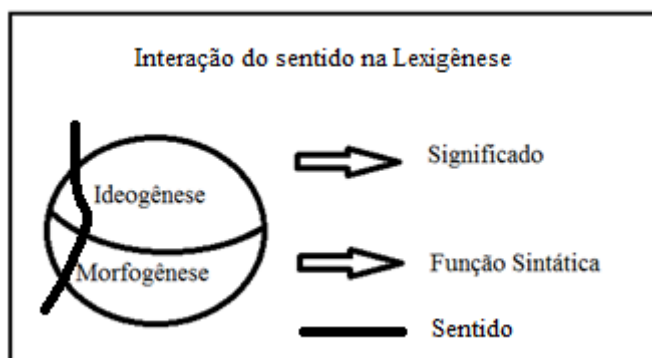 Interação do sentido na Lexigênese
Ideogênese
Significado
Morfogênese
Função Sintática
Sentido